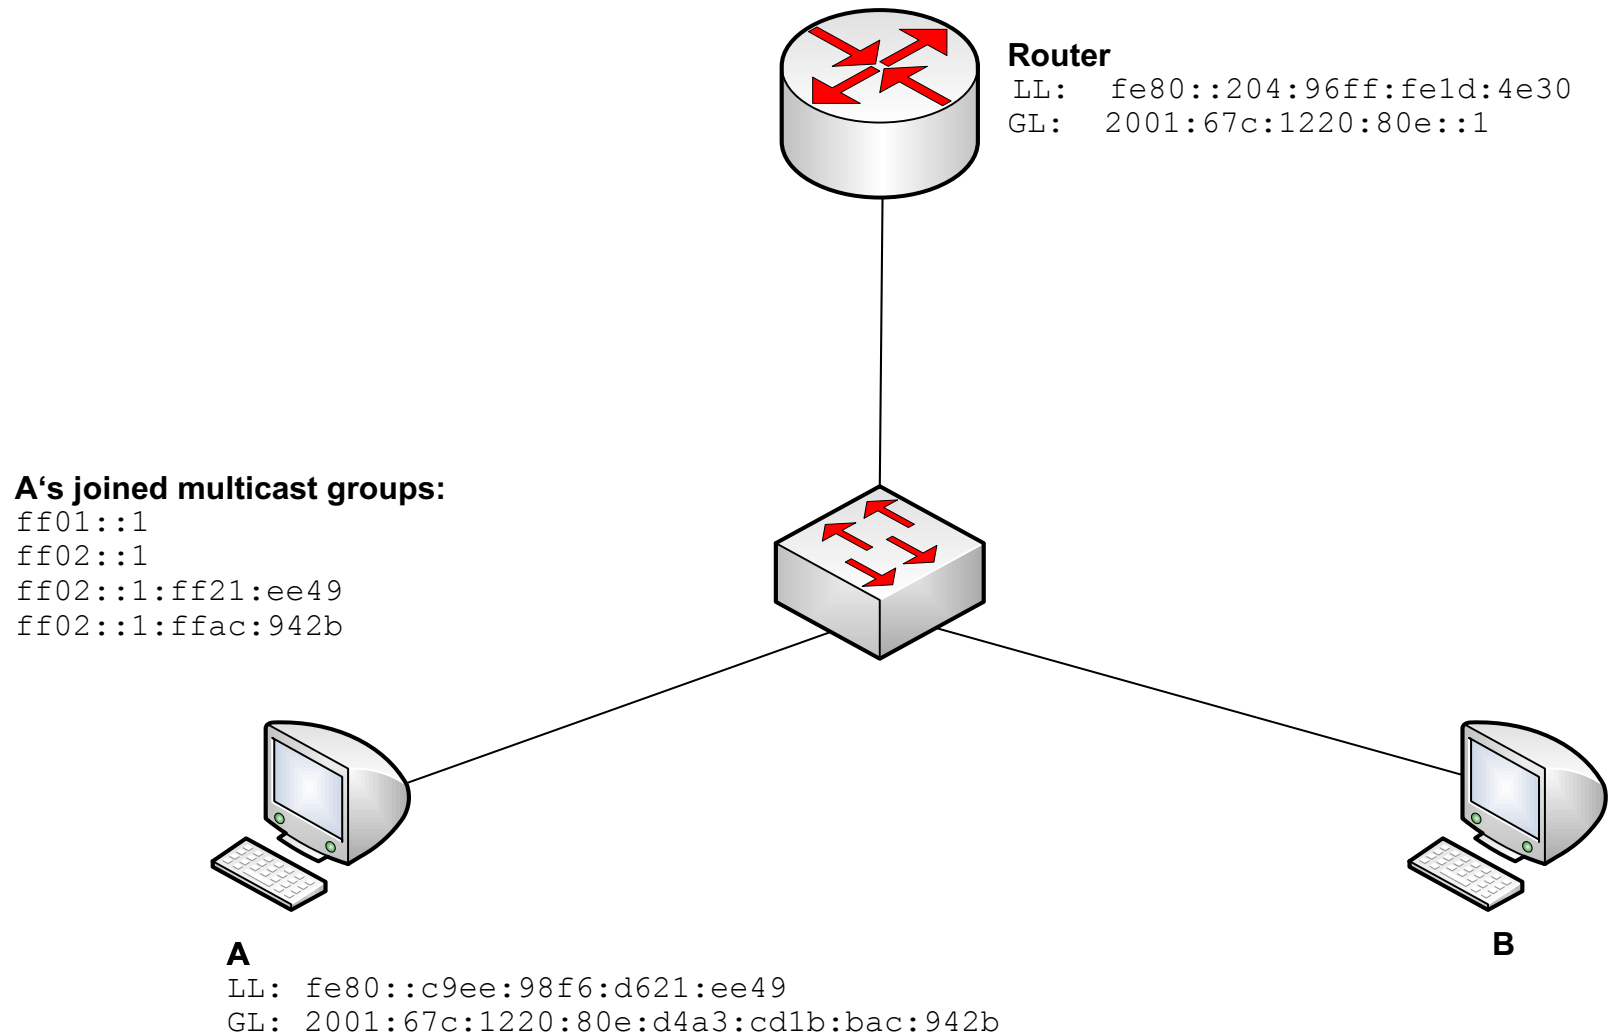 Router
LL: fe80::204:96ff:fe1d:4e30
GL: 2001:67c:1220:80e::1
A‘s joined multicast groups:
ff01::1
ff02::1
ff02::1:ff21:ee49
ff02::1:ffac:942b
A
LL: fe80::c9ee:98f6:d621:ee49
GL: 2001:67c:1220:80e:d4a3:cd1b:bac:942b
B